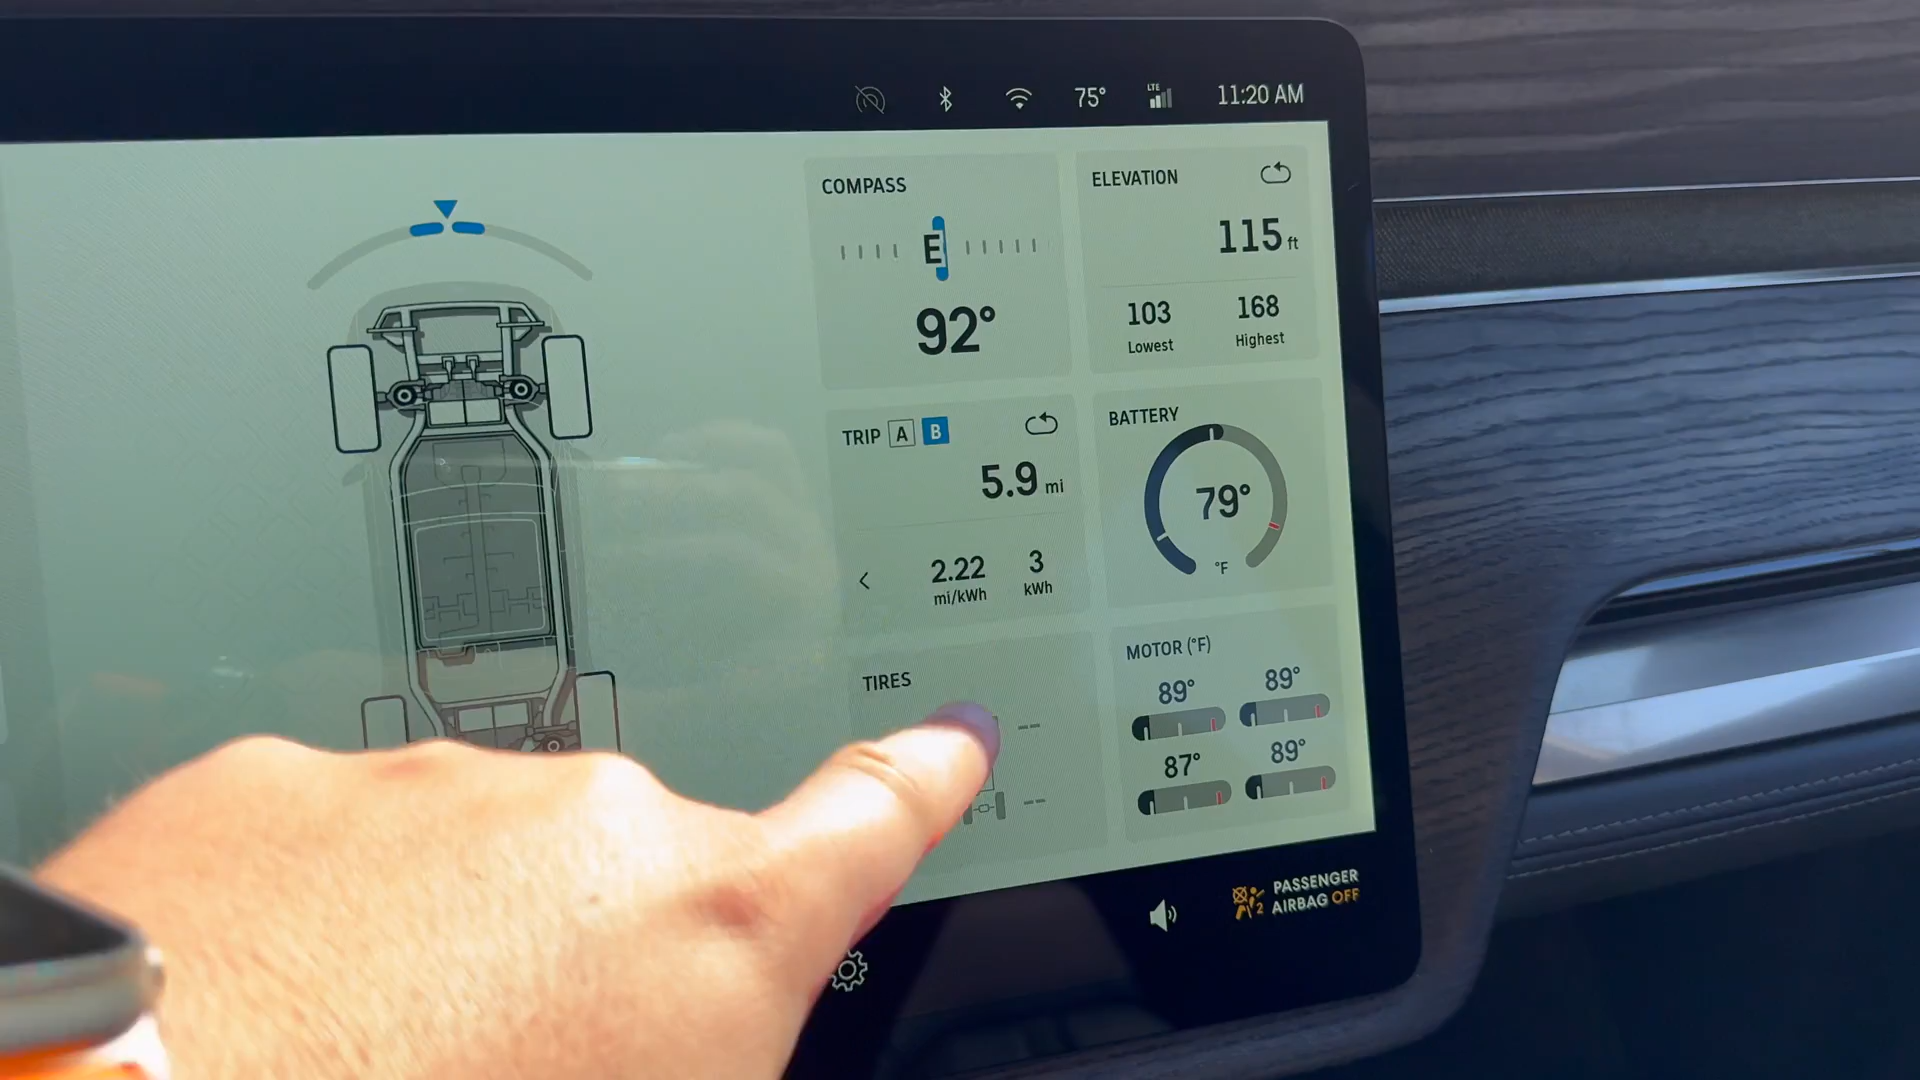 75°
LTE
11:20 AM
COMPASS
E
92°
ELEVATION
115 ft
103
Lowest
168
Highest
TRIP A B
5.9 mi
2.22
mi/kWh
3
kWh
BATTERY
79°
°F
TIRES
--
--
MOTOR (°F)
89° 89°
87° 89°
2
PASSENGER
AIRBAG OFF